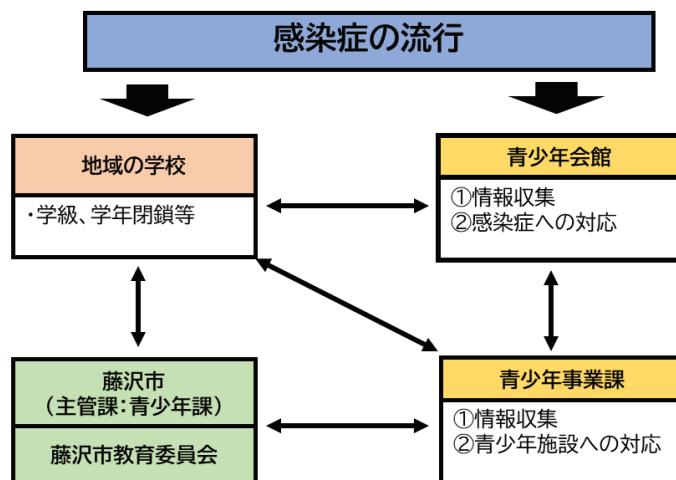 感染症の流行
地域の学校
・学級、学年閉鎖等
青少年会館
①情報収集
②感染症への対応
藤沢市
(主管課:青少年課)
藤沢市教育委員会
青少年事業課
①情報収集
②青少年施設への対応